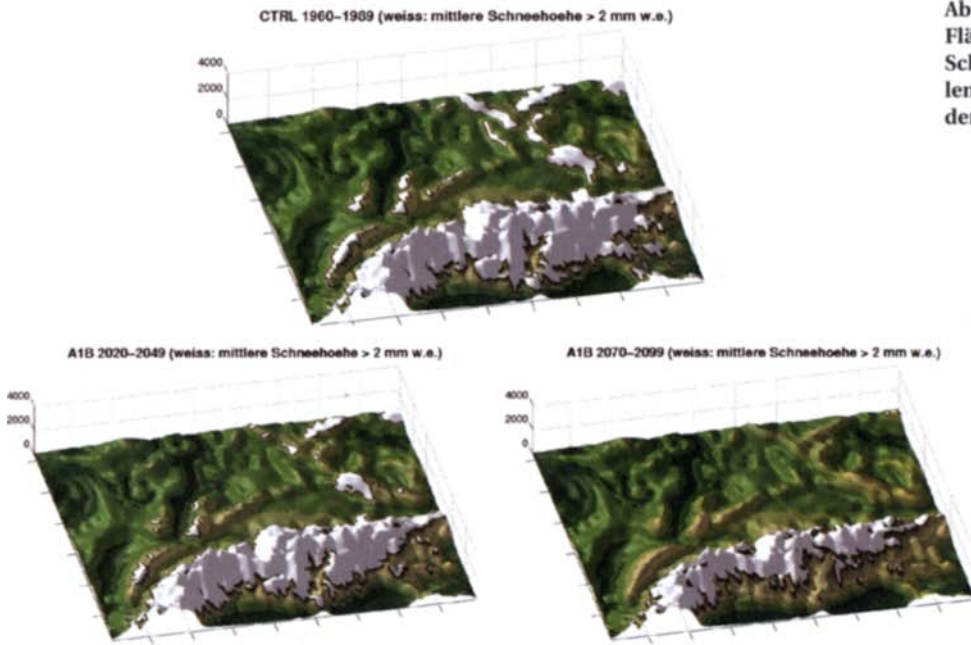 CTRL 1960–1989 (weiss: mittlere Schneehoehe > 2 mm w.e.)
4000
2000
0
Ab
Flä
Sch
len
der
A1B 2020–2049 (weiss: mittlere Schneehoehe > 2 mm w.e.)
4000
2000
0
A1B 2070–2099 (weiss: mittlere Schneehoehe > 2 mm w.e.)
4000
2000
0